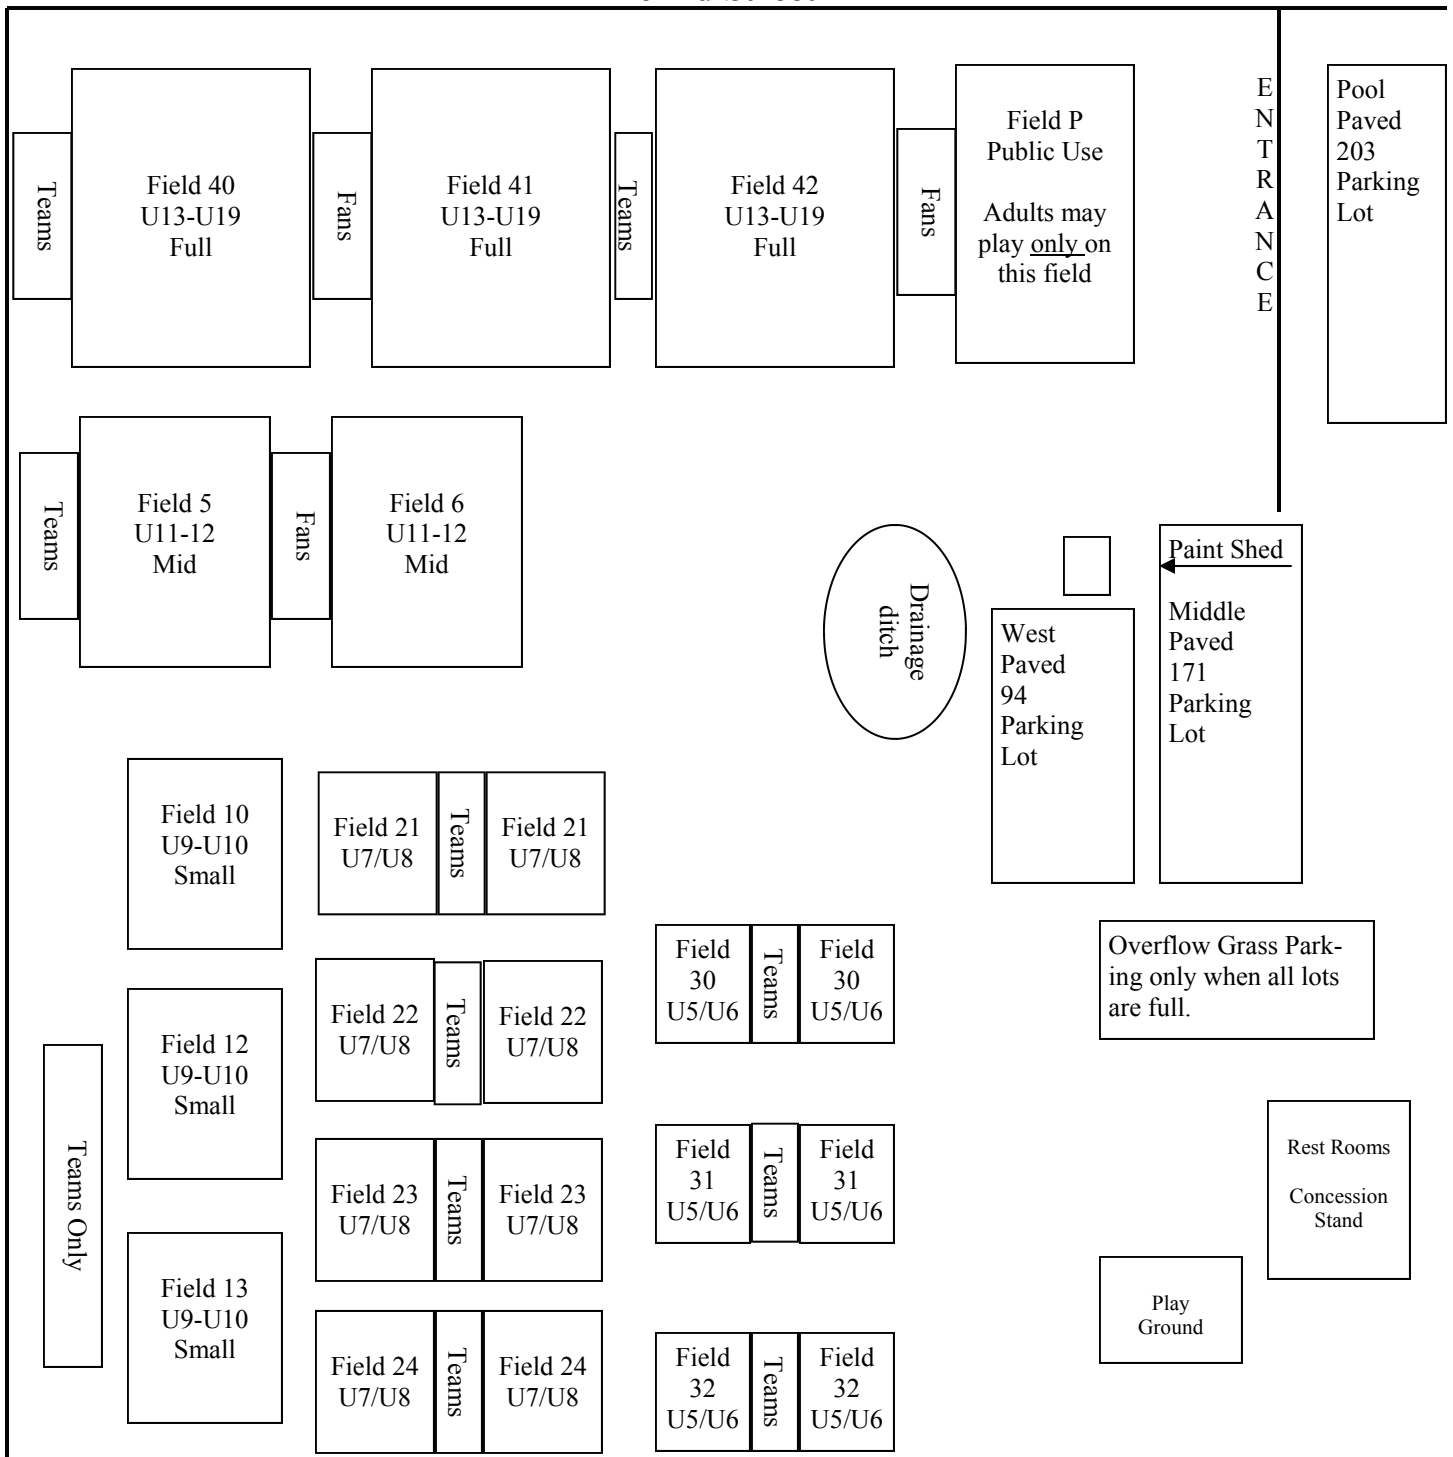 Teams
Field 40
U13-U19
Full
Fans
Field 41
U13-U19
Full
Teams
Field 42
U13-U19
Full
Fans
Field P
Public Use
Adults may
play only on
this field
ENTRANCE
Pool
Paved
203
Parking
Lot
Teams
Field 5
U11-12
Mid
Fans
Field 6
U11-12
Mid
Drainage
ditch
West
Paved
94
Parking
Lot
Paint Shed
Middle
Paved
171
Parking
Lot
Field 10
U9-U10
Small
Field 21
U7/U8
Teams
Field 21
U7/U8
Field 30
U5/U6
Teams
Field 30
U5/U6
Overflow Grass Park-
ing only when all lots
are full.
Field 22
U7/U8
Teams
Field 22
U7/U8
Teams Only
Field 12
U9-U10
Small
Field 23
U7/U8
Teams
Field 23
U7/U8
Field
31
U5/U6
Teams
Field
31
U5/U6
Rest Rooms
Concession
Stand
Field 13
U9-U10
Small
Play
Ground
Field 24
U7/U8
Teams
Field 24
U7/U8
Field
32
U5/U6
Teams
Field
32
U5/U6